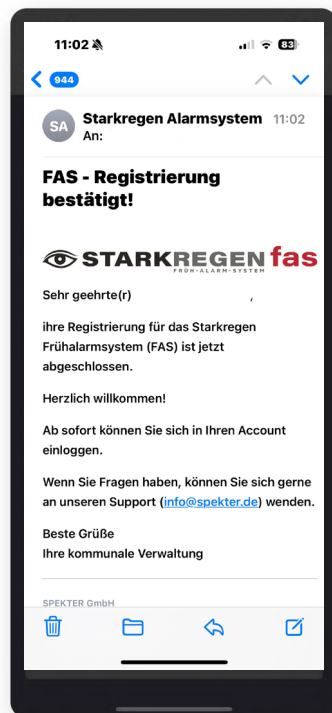 11:02
83
944
SA
Starkregen Alarmsystem 11:02
An:
FAS - Registrierung
bestätigt!
STARKREGEN fas
FRÜH-ALARM-SYSTEM
Sehr geehrte(r) ,
ihre Registrierung für das Starkregen
Frühalarmsystem (FAS) ist jetzt
abgeschlossen.
Herzlich willkommen!
Ab sofort können Sie sich in Ihren Account
einloggen.
Wenn Sie Fragen haben, können Sie sich gerne
an unseren Support (info@spekter.de) wenden.
Beste Grüße
Ihre kommunale Verwaltung
SPEKTER GmbH